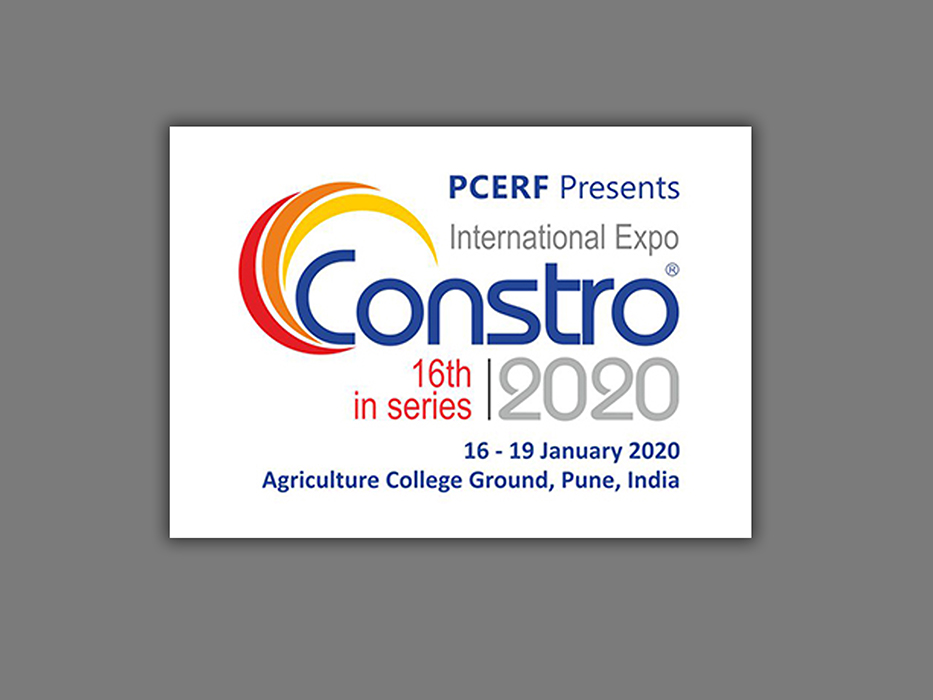 PCERF Presents
International Expo
Constro®
16th
in series
2020
16 - 19 January 2020
Agriculture College Ground, Pune, India